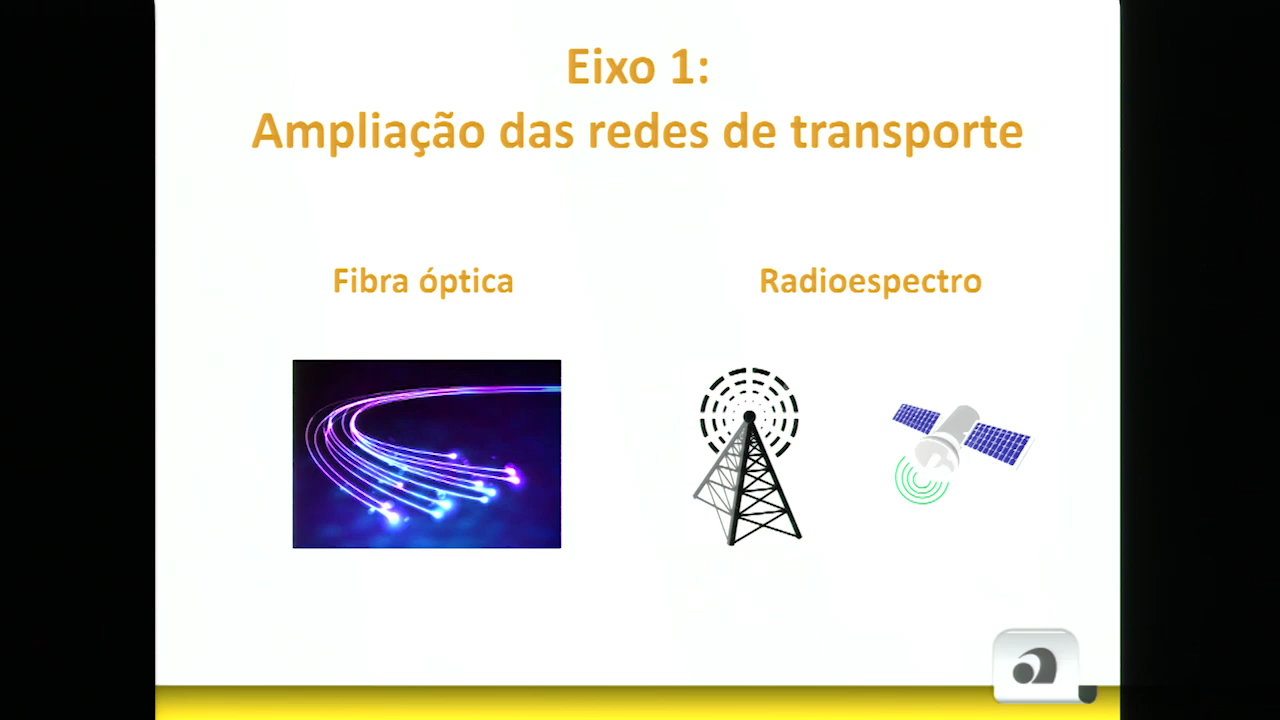 Eixo 1:
Ampliação das redes de transporte
Fibra óptica
Radioespectro